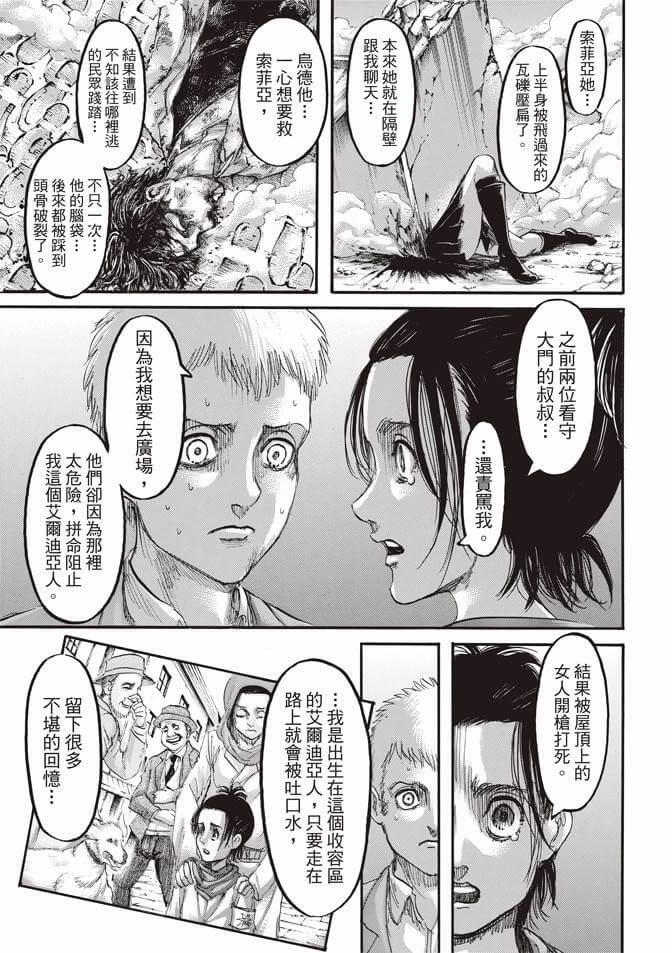 索菲亞她…
上半身被飛過來的
瓦礫壓扁了。
本來她就在隔壁
跟我聊天…
烏德他…
一心想要救
索菲亞，
結果遭到
不知該往哪裡逃
的民眾踐踏…
不只一次…
他的腦袋…
後來都被踩到
頭骨破裂了。
之前兩位看守
大門的叔叔…
…還責罵我。
因為我想要去廣場，
他們卻因為那裡
太危險，拼命阻止
我這個艾爾迪亞人。
結果被屋頂上的
女人開槍打死。
…我是出生在這個收容區
的艾爾迪亞人，只要走在
路上就會被吐口水，
留下很多
不堪的回憶…